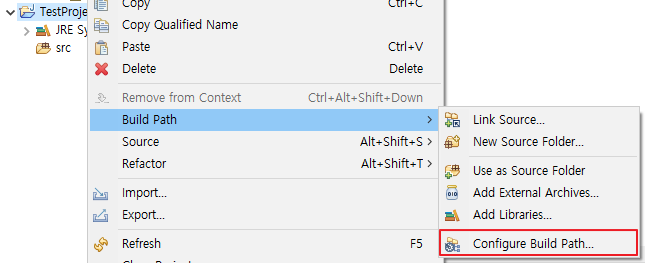 Copy Ctrl+C
TestProje
Copy Qualified Name
JRE Sy
Paste Ctrl+V
src
Delete Delete
Remove from Context Ctrl+Alt+Shift+Down
Build Path
Source Alt+Shift+S
Refactor Alt+Shift+T
Import...
Export...
Refresh F5
Link Source...
New Source Folder...
Use as Source Folder
Add External Archives...
Add Libraries...
Configure Build Path...